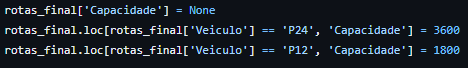 rotas_final['Capacidade'] = None
rotas_final.loc[rotas_final['Veiculo'] == 'P24', 'Capacidade'] = 3600
rotas_final.loc[rotas_final['Veiculo'] == 'P12', 'Capacidade'] = 1800